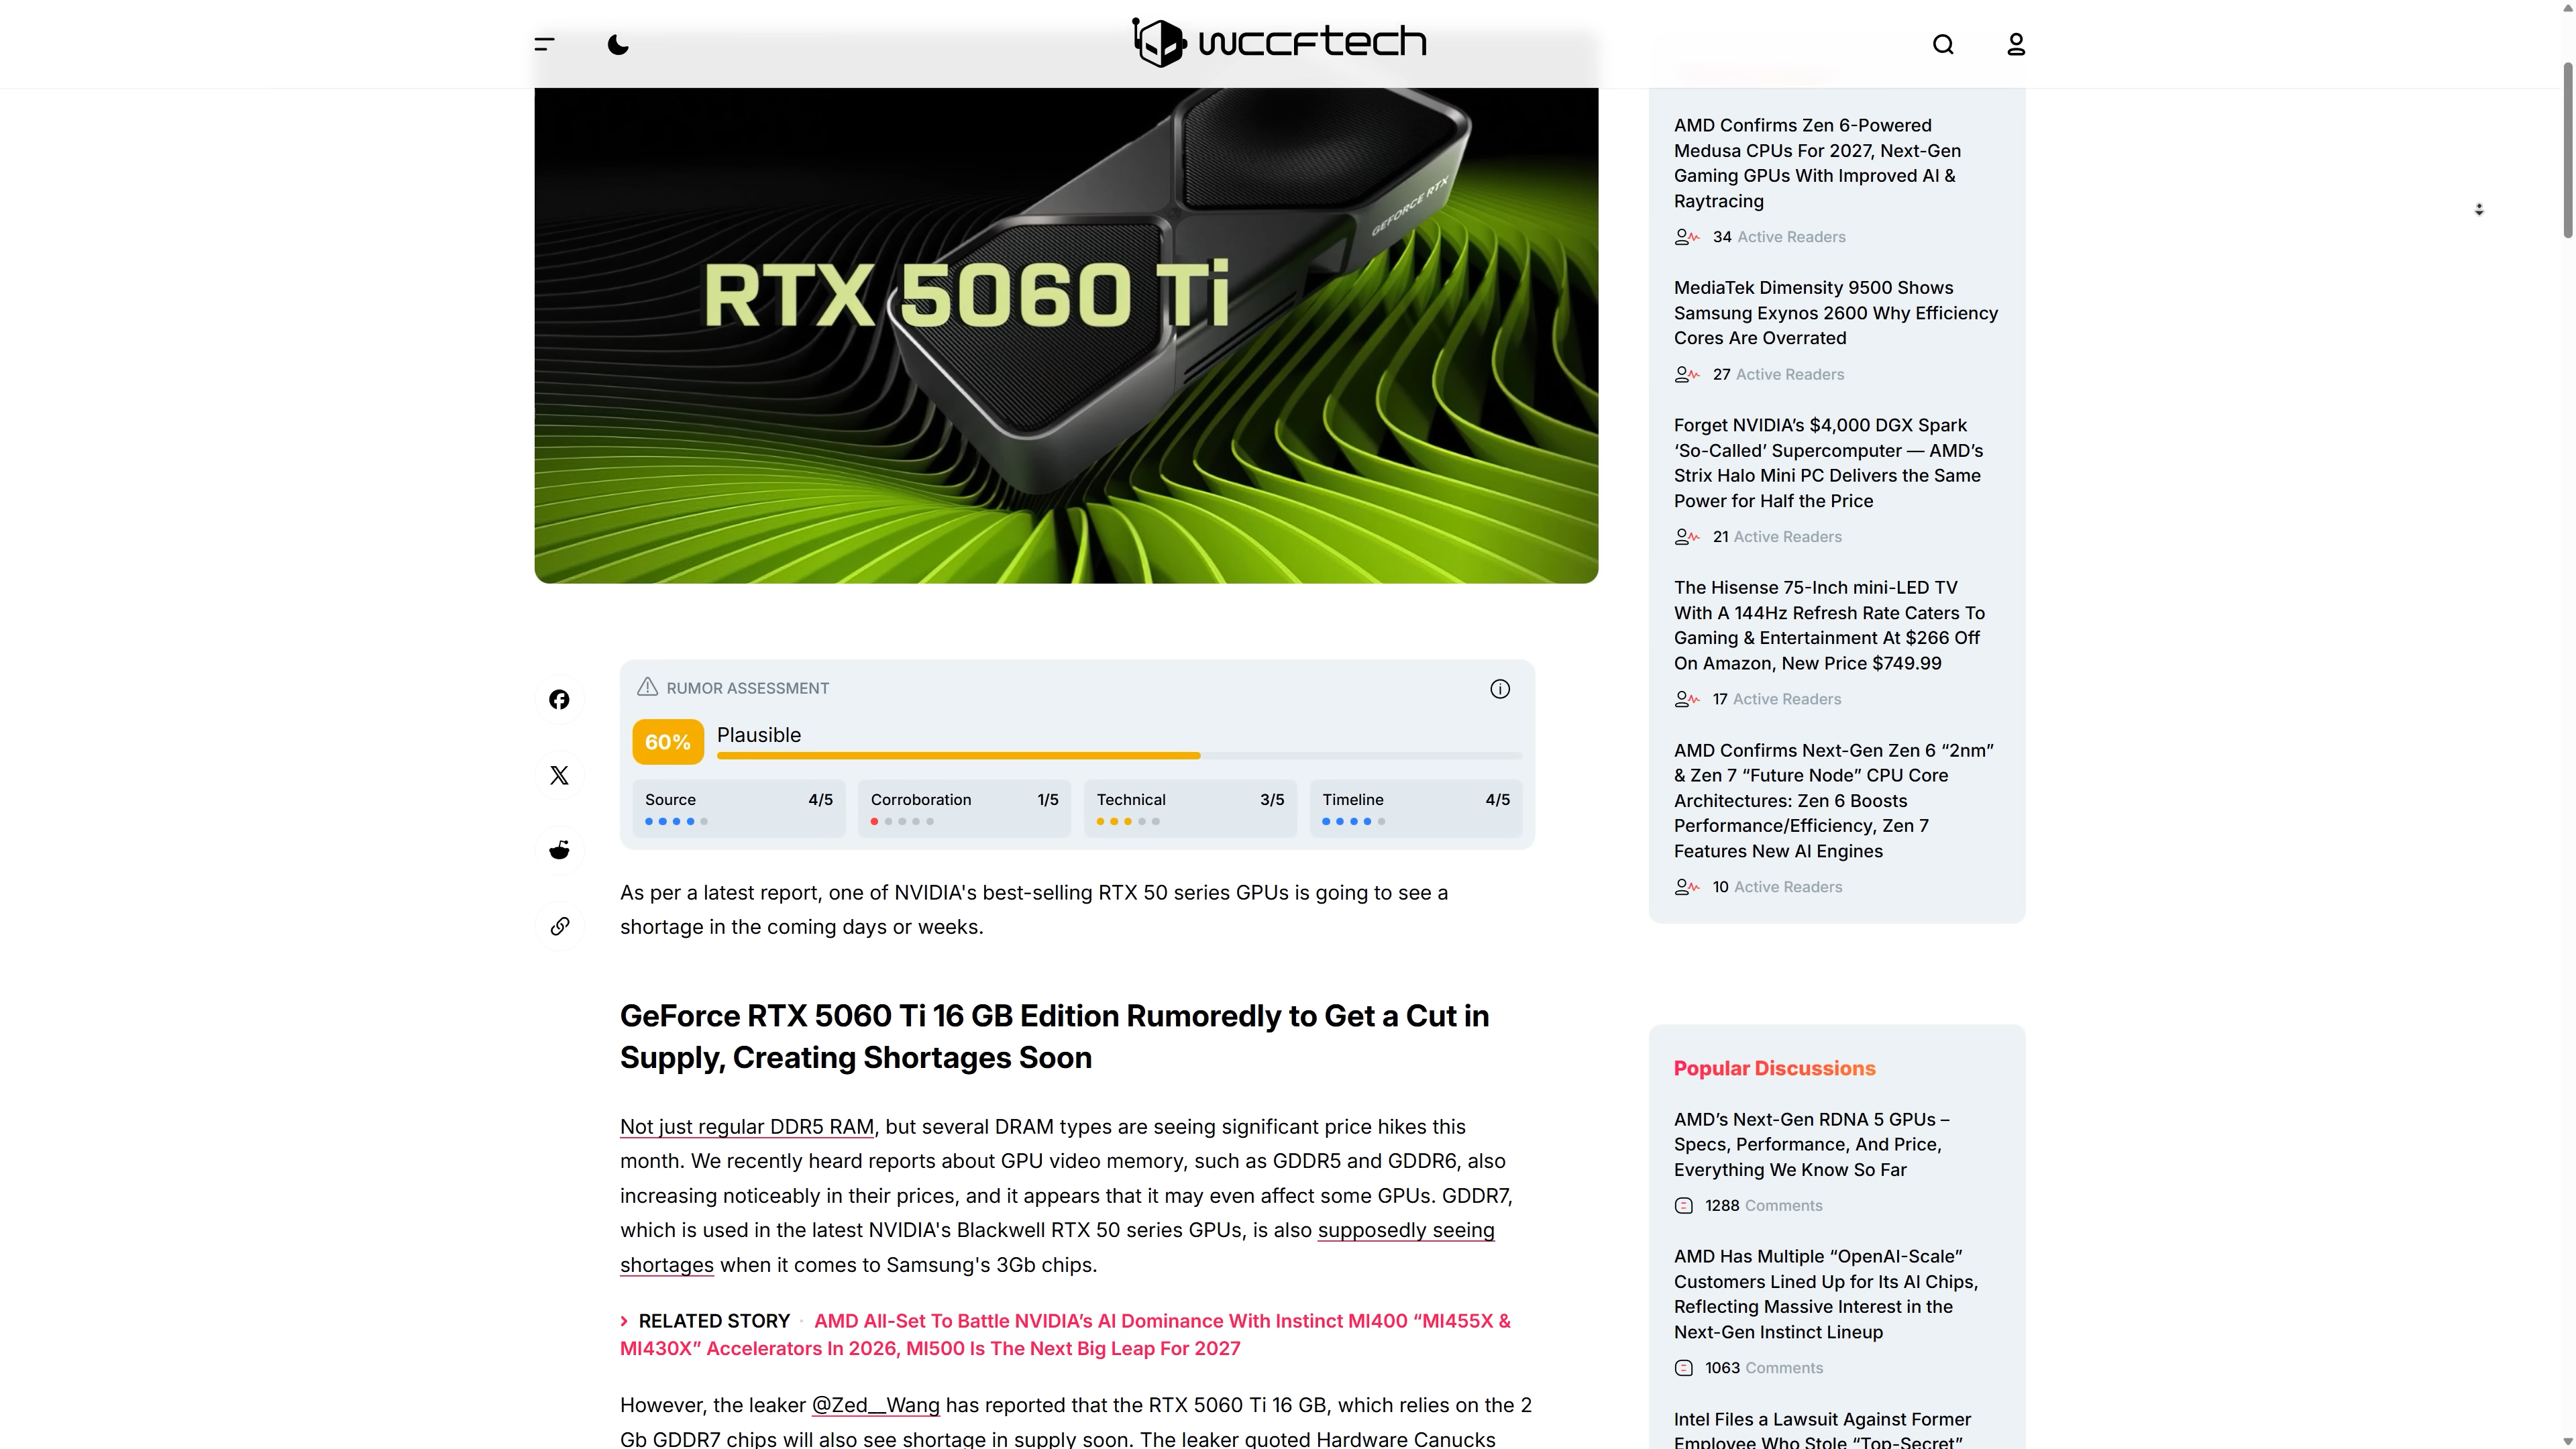 wccftech
GEFORCE RTX
RTX 5060 Ti
RUMOR ASSESSMENT
60%
Plausible
Source 4/5
Corroboration 1/5
Technical 3/5
Timeline 4/5
As per a latest report, one of NVIDIA's best-selling RTX 50 series GPUs is going to see a
shortage in the coming days or weeks.
GeForce RTX 5060 Ti 16 GB Edition Rumoredly to Get a Cut in
Supply, Creating Shortages Soon
Not just regular DDR5 RAM, but several DRAM types are seeing significant price hikes this
month. We recently heard reports about GPU video memory, such as GDDR5 and GDDR6, also
increasing noticeably in their prices, and it appears that it may even affect some GPUs. GDDR7,
which is used in the latest NVIDIA's Blackwell RTX 50 series GPUs, is also supposedly seeing
shortages when it comes to Samsung's 3Gb chips.
› RELATED STORY · AMD All-Set To Battle NVIDIA’s AI Dominance With Instinct MI400 “MI455X &
MI430X” Accelerators In 2026, MI500 Is The Next Big Leap For 2027
However, the leaker @Zed__Wang has reported that the RTX 5060 Ti 16 GB, which relies on the 2
Gb GDDR7 chips will also see shortage in supply soon. The leaker quoted Hardware Canucks
AMD Confirms Zen 6-Powered
Medusa CPUs For 2027, Next-Gen
Gaming GPUs With Improved AI &
Raytracing
34 Active Readers
MediaTek Dimensity 9500 Shows
Samsung Exynos 2600 Why Efficiency
Cores Are Overrated
27 Active Readers
Forget NVIDIA’s $4,000 DGX Spark
‘So-Called’ Supercomputer — AMD’s
Strix Halo Mini PC Delivers the Same
Power for Half the Price
21 Active Readers
The Hisense 75-Inch mini-LED TV
With A 144Hz Refresh Rate Caters To
Gaming & Entertainment At $266 Off
On Amazon, New Price $749.99
17 Active Readers
AMD Confirms Next-Gen Zen 6 “2nm”
& Zen 7 “Future Node” CPU Core
Architectures: Zen 6 Boosts
Performance/Efficiency, Zen 7
Features New AI Engines
10 Active Readers
Popular Discussions
AMD’s Next-Gen RDNA 5 GPUs –
Specs, Performance, And Price,
Everything We Know So Far
1288 Comments
AMD Has Multiple “OpenAI-Scale”
Customers Lined Up for Its AI Chips,
Reflecting Massive Interest in the
Next-Gen Instinct Lineup
1063 Comments
Intel Files a Lawsuit Against Former
Employee Who Stole “Top-Secret”